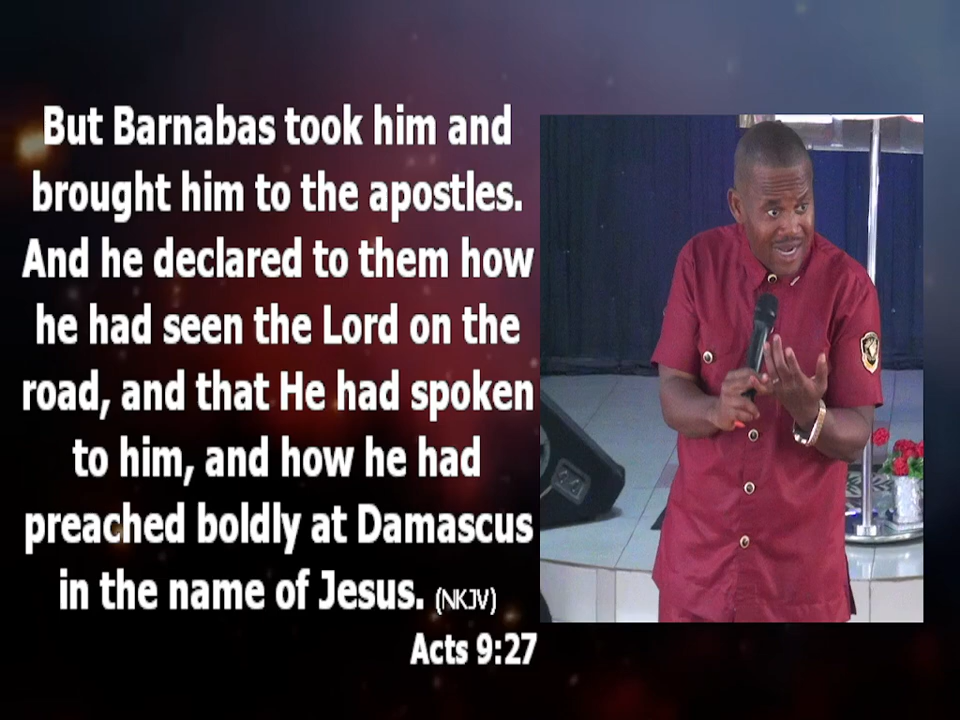 But Barnabas took him and
brought him to the apostles.
And he declared to them how
he had seen the Lord on the
road, and that He had spoken
to him, and how he had
preached boldly at Damascus
in the name of Jesus. (NKJV)
Acts 9:27